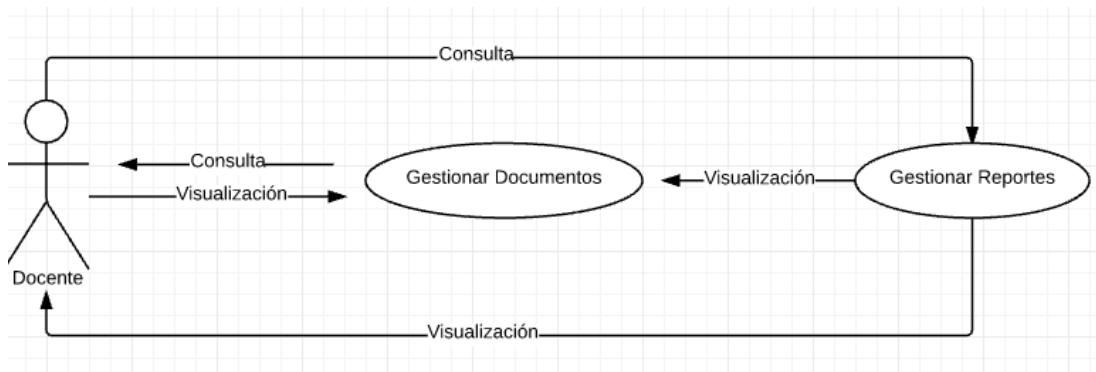 Consulta
Consulta
Gestionar Documentos
Visualización
Gestionar Reportes
Visualización
Docente
Visualización